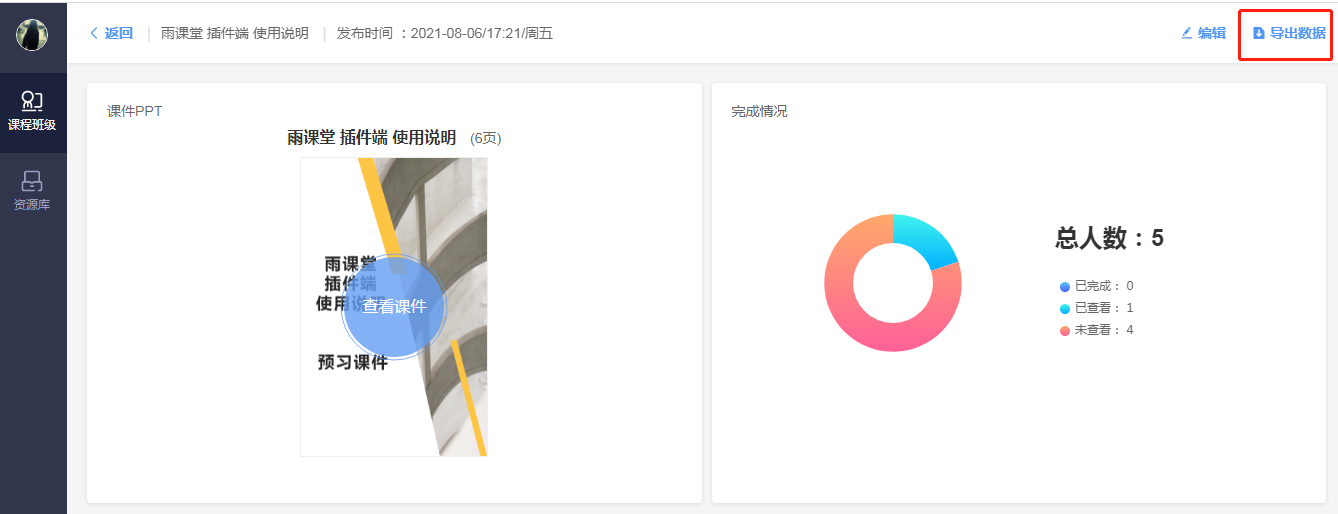 返回
雨课堂 插件端 使用说明
发布时间 ：2021-08-06/17:21/周五
编辑
导出数据
课程班级
资源库
课件PPT
雨课堂 插件端 使用说明 (6页)
雨课堂
插件端
使用说明
查看课件
预习课件
完成情况
总人数：5
已完成： 0
已查看： 1
未查看： 4